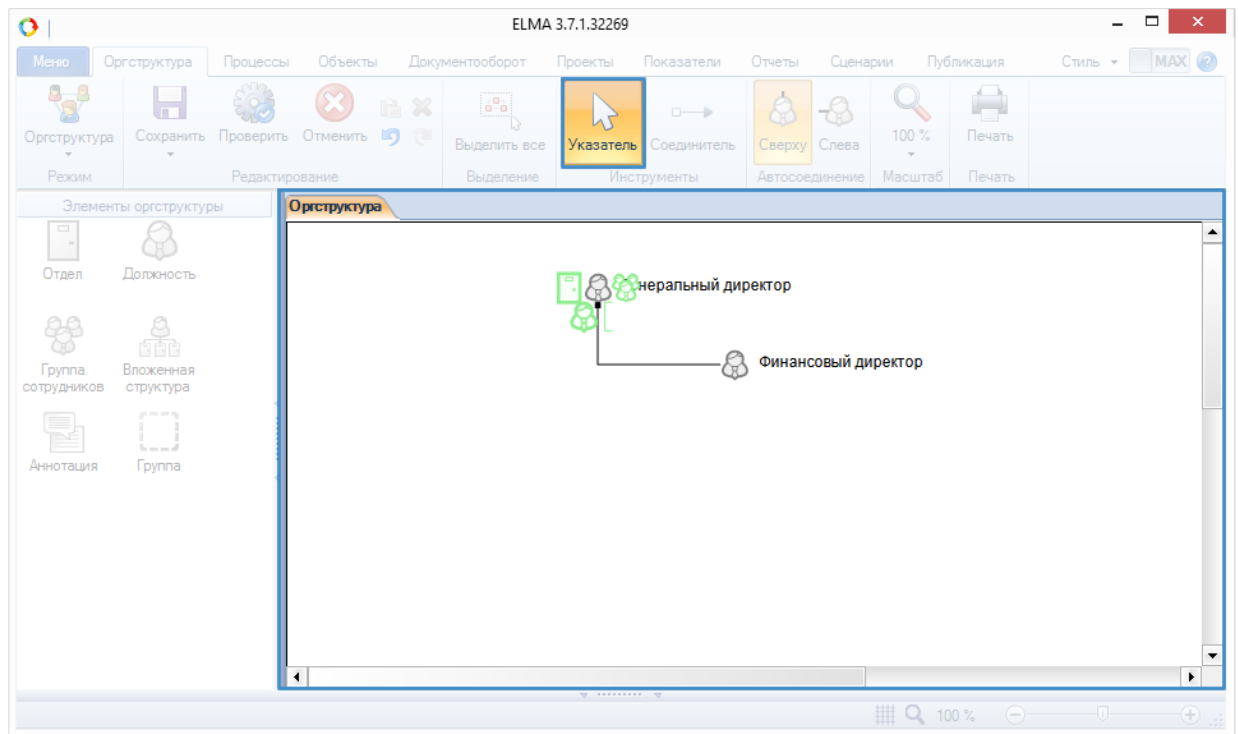 ELMA 3.7.1.32269
Меню Оргструктура Процессы Объекты Документооборот Проекты Показатели Отчеты Сценарии Публикация Стиль MAX
Оргструктура Сохранить Проверить Отменить Выделить все Указатель Соединитель Сверху Слева 100 % Печать
Режим Редактирование Выделение Инструменты Автосоединение Масштаб Печать
Элементы оргструктуры
Оргструктура
Отдел Должность
неральный директор
Финансовый директор
Группа сотрудников
Вложенная структура
Аннотация Группа
100 %